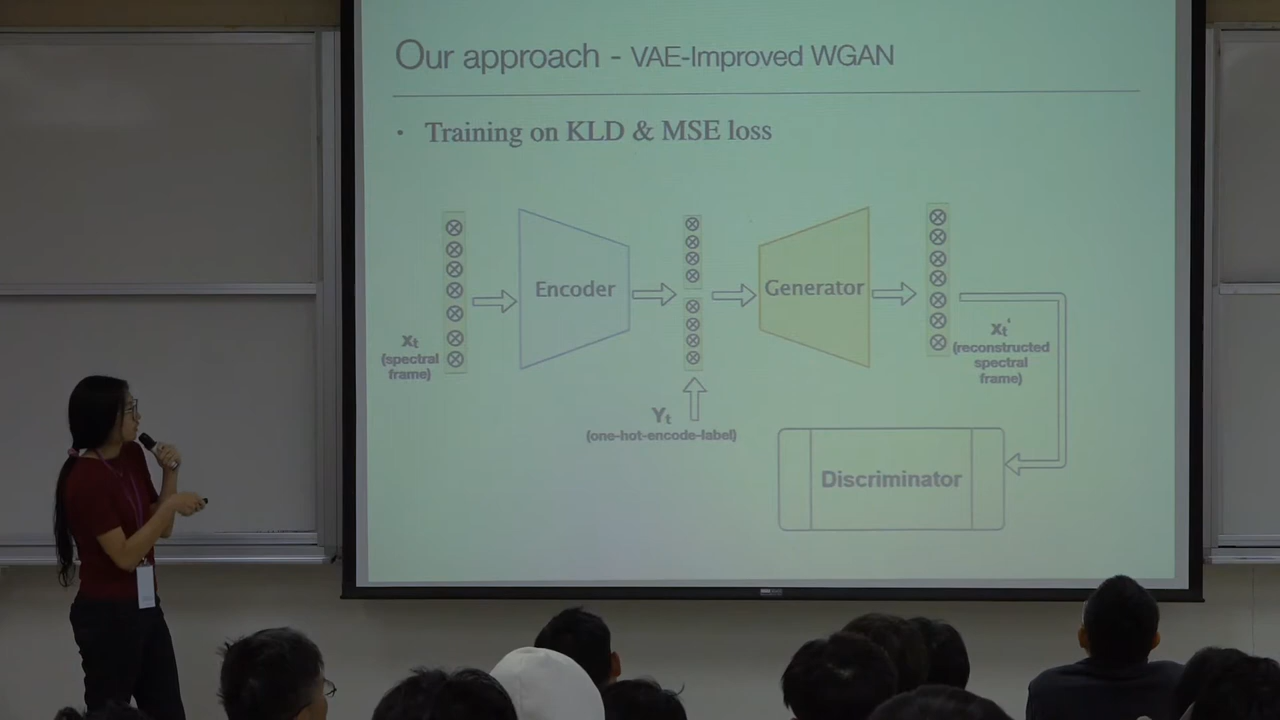 Our approach - VAE-Improved WGAN
· Training on KLD & MSE loss
Encoder
Generator
xₜ
(spectral
frame)
xₜ'
(reconstructed
spectral
frame)
Yₜ
(one-hot-encode-label)
Discriminator